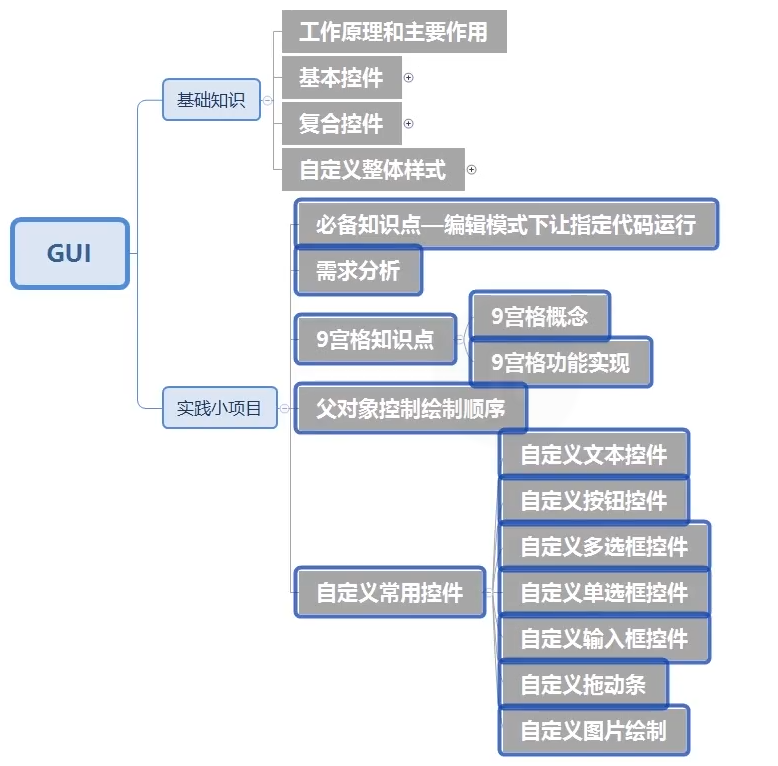 GUI
基础知识
工作原理和主要作用
基本控件
复合控件
自定义整体样式
实践小项目
必备知识点—编辑模式下让指定代码运行
需求分析
9宫格知识点
9宫格概念
9宫格功能实现
父对象控制绘制顺序
自定义常用控件
自定义文本控件
自定义按钮控件
自定义多选框控件
自定义单选框控件
自定义输入框控件
自定义拖动条
自定义图片绘制